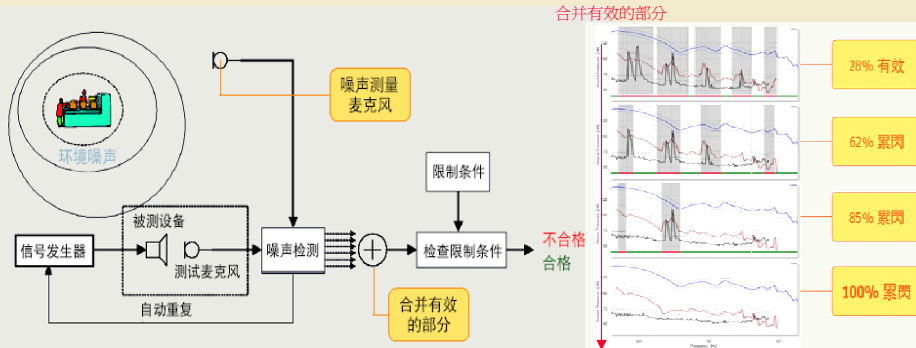 合并有效的部分
噪声测量
麦克风
28% 有效
环境噪声
62% 累閃
限制条件
被测设备
85% 累閃
信号发生器
测试麦克风
噪声检测
检查限制条件
不合格
合格
自动重复
合并有效
的部分
100% 累閃